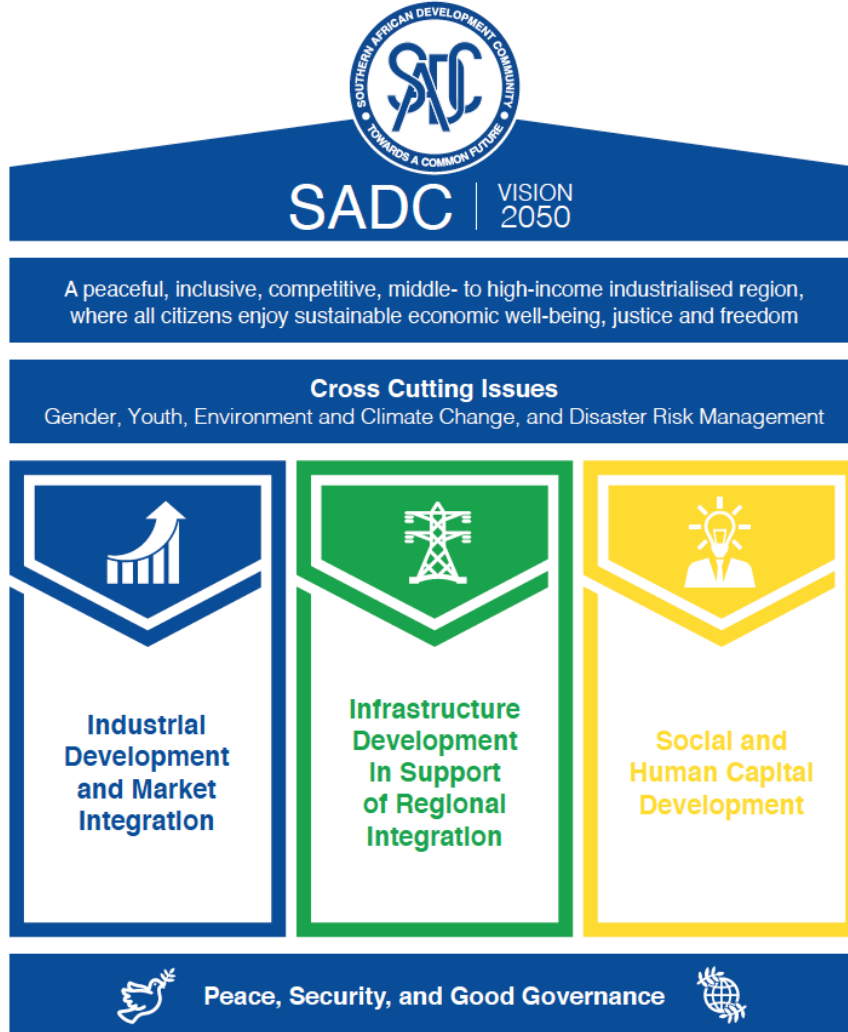 SOUTHERN AFRICAN DEVELOPMENT COMMUNITY
SADC
TOWARDS A COMMON FUTURE
SADC
VISION
2050
A peaceful, inclusive, competitive, middle- to high-income industrialised region,
where all citizens enjoy sustainable economic well-being, justice and freedom
Cross Cutting Issues
Gender, Youth, Environment and Climate Change, and Disaster Risk Management
Industrial
Development
and Market
Integration
Infrastructure
Development
in Support
of Regional
Integration
Social and
Human Capital
Development
Peace, Security, and Good Governance